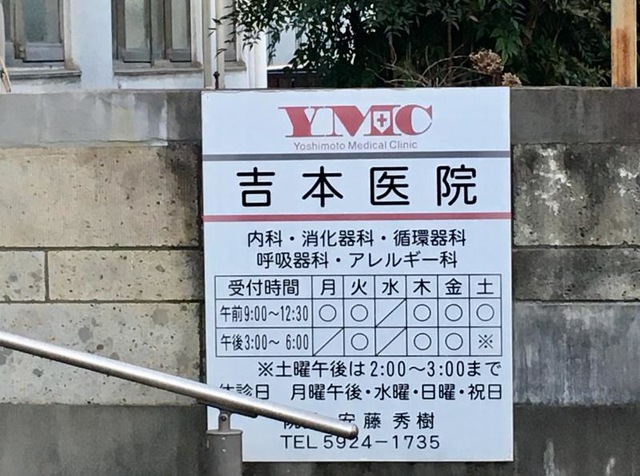 YMC
Yoshimoto Medical Clinic
吉本医院
内科・消化器科・循環器科
呼吸器科・アレルギー科
受付時間 月 火 水 木 金 土
午前9:00〜12:30 ○ ○ ／ ○ ○ ○
午後3:00〜6:00 ／ ○ ／ ○ ○ ※
※土曜午後は2:00〜3:00まで
休診日 月曜午後・水曜・日曜・祝日
安藤秀樹
TEL 5924-1735